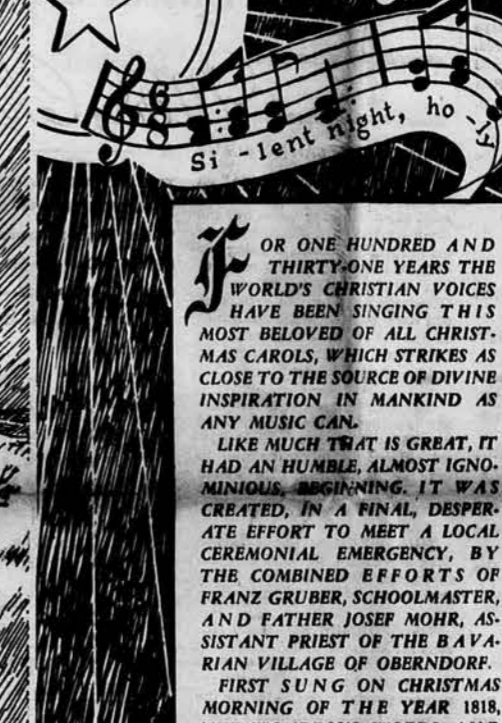 6
8
Si - lent night, ho - ly
FOR ONE HUNDRED AND
THIRTY-ONE YEARS THE
WORLD'S CHRISTIAN VOICES
HAVE BEEN SINGING THIS
MOST BELOVED OF ALL CHRIST-
MAS CAROLS, WHICH STRIKES AS
CLOSE TO THE SOURCE OF DIVINE
INSPIRATION IN MANKIND AS
ANY MUSIC CAN.
LIKE MUCH THAT IS GREAT, IT
HAD AN HUMBLE, ALMOST IGNO-
MINIOUS, BEGINNING. IT WAS
CREATED, IN A FINAL, DESPER-
ATE EFFORT TO MEET A LOCAL
CEREMONIAL EMERGENCY, BY
THE COMBINED EFFORTS OF
FRANZ GRUBER, SCHOOLMASTER,
AND FATHER JOSEF MOHR, AS-
SISTANT PRIEST OF THE BAVA-
RIAN VILLAGE OF OBERNDORF.
FIRST SUNG ON CHRISTMAS
MORNING OF THE YEAR 1818,